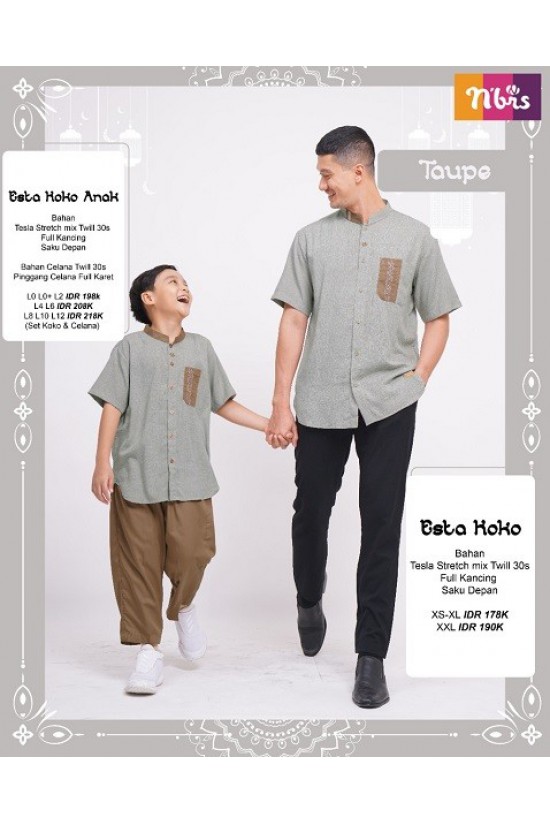 Nbrs
Taupe
Esta Koko Anak
Bahan
Tesla Stretch mix Twill 30s
Full Kancing
Saku Depan
Bahan Celana Twill 30s
Pinggang Celana Full Karet
L0 L0+ L2 IDR 198k
L4 L6 IDR 208K
L8 L10 L12 IDR 218K
(Set Koko & Celana)
Esta Koko
Bahan
Tesla Stretch mix Twill 30s
Full Kancing
Saku Depan
XS-XL IDR 178K
XXL IDR 190K